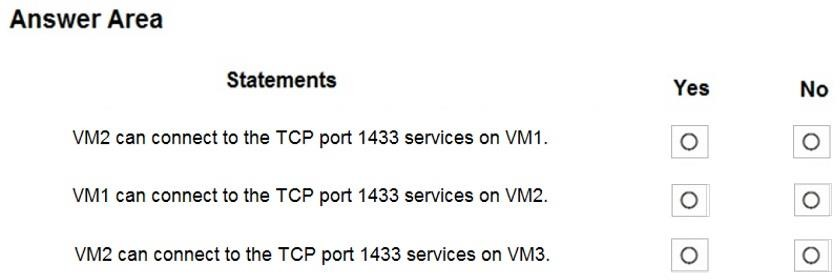 Answer Area
Statements Yes No
VM2 can connect to the TCP port 1433 services on VM1.
VM1 can connect to the TCP port 1433 services on VM2.
VM2 can connect to the TCP port 1433 services on VM3.